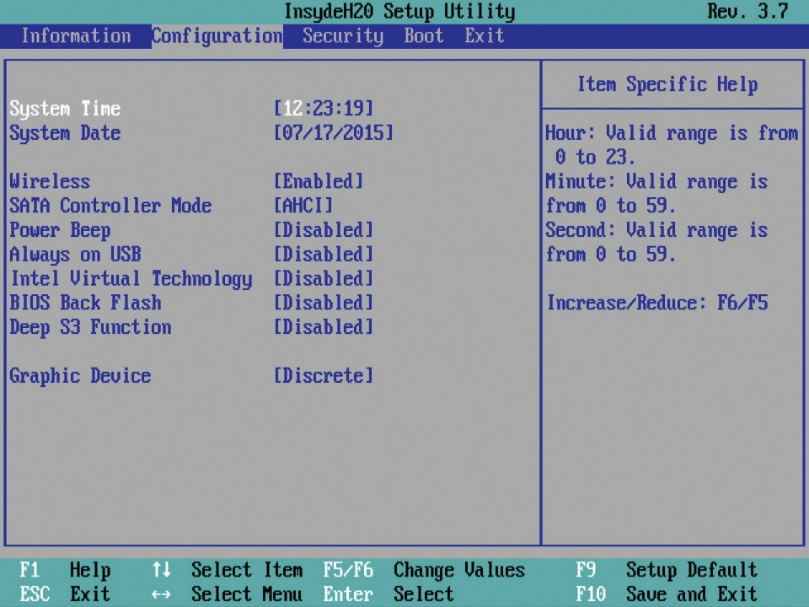 InsydeH20 Setup Utility Rev. 3.7
Information Configuration Security Boot Exit
Item Specific Help
System Time [12:23:19]
System Date [07/17/2015]
Hour: Valid range is from
0 to 23.
Wireless [Enabled]
Minute: Valid range is
SATA Controller Mode [AHCI]
from 0 to 59.
Power Beep [Disabled]
Second: Valid range is
Always on USB [Disabled]
from 0 to 59.
Intel Virtual Technology [Disabled]
BIOS Back Flash [Disabled]
Increase/Reduce: F6/F5
Deep S3 Function [Disabled]
Graphic Device [Discrete]
F1 Help ↑↓ Select Item F5/F6 Change Values F9 Setup Default
ESC Exit ↔ Select Menu Enter Select F10 Save and Exit